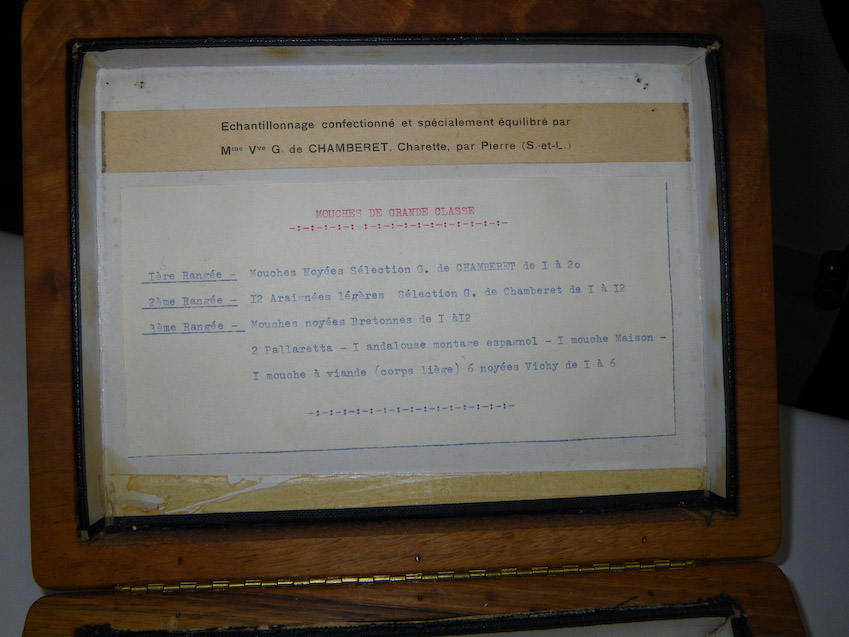 Echantillonnage confectionné et spécialement équilibré par
Mme Vve G. de CHAMBERET. Charette, par Pierre (S.-et-L.)
MOUCHES DE GRANDE CLASSE
-:-:-:-:-:-:-:-:-:-:-:-:-:-:-:-:-
Ière Rangée - Mouches Noyées Sélection G. de CHAMBERET de I à 20
2ème Rangée - I2 Araignées légères Sélection G. de Chamberet de I à I2
3ème Rangée - Mouches noyées Bretonnes de I àI2
2 Pallaretta - I andalouse montage espagnol - I mouche Maison -
I mouche à viande (corps liège) 6 noyées Vichy de I à 6
-:-:-:-:-:-:-:-:-:-:-:-:-:-:-:-